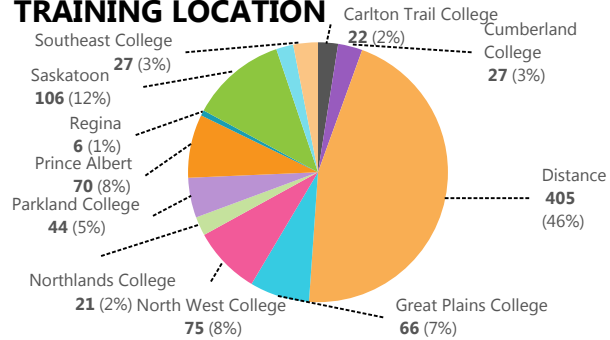 TRAINING LOCATION
Carlton Trail College
22 (2%)
Cumberland
College
27 (3%)
Distance
405
(46%)
Great Plains College
66 (7%)
North West College
75 (8%)
Northlands College
21 (2%)
Parkland College
44 (5%)
Prince Albert
70 (8%)
Regina
6 (1%)
Saskatoon
106 (12%)
Southeast College
27 (3%)